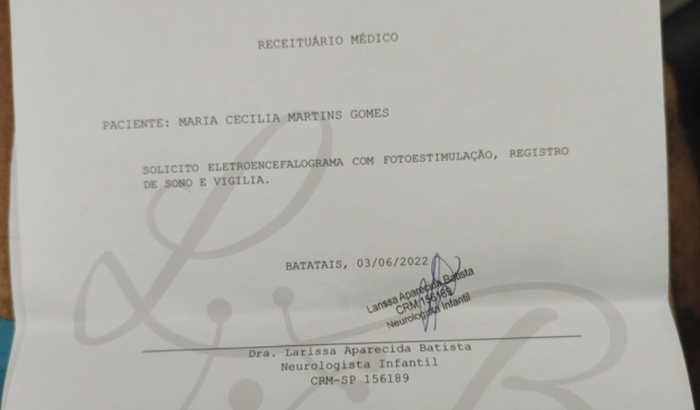 RECEITUÁRIO MÉDICO
PACIENTE: MARIA CECILIA MARTINS GOMES
SOLICITO ELETROENCEFALOGRAMA COM FOTOESTIMULAÇÃO, REGISTRO
DE SONO E VIGILIA.
BATATAIS, 03/06/2022
Larissa Aparecida Batista
CRM 156189
Neurologista Infantil
Dra. Larissa Aparecida Batista
Neurologista Infantil
CRM-SP 156189